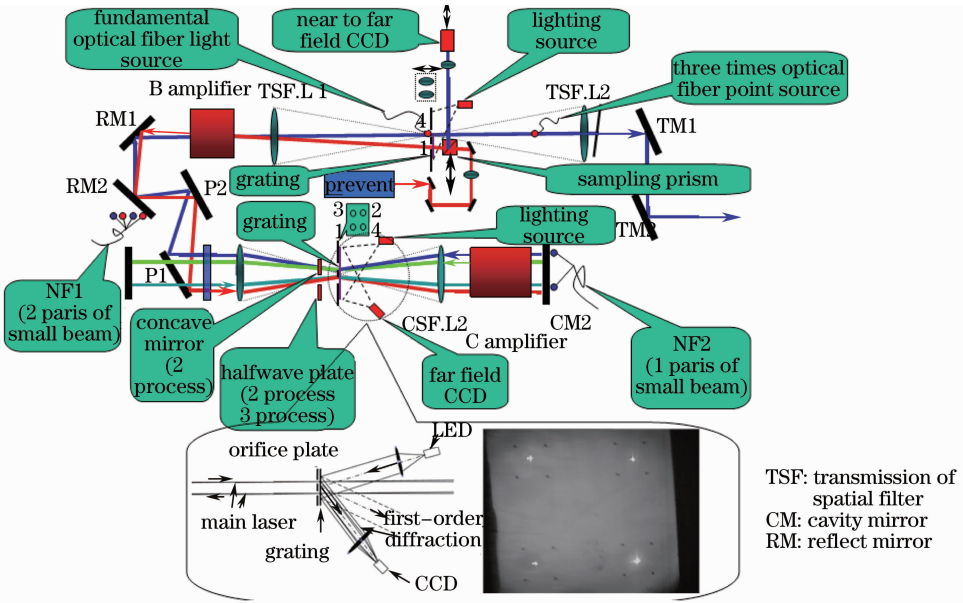 fundamental
optical fiber light
source
near to far
field CCD
lighting
source
three times optical
fiber point source
B amplifier
TSF.L 1
TSF.L2
RM1
4
1
TM1
RM2
P2
grating
prevent
sampling prism
grating
3 2
1 4
lighting
source
TM2
P1
NF1
(2 paris of
small beam)
concave
mirror
(2
process)
halfwave plate
(2 process
3 process)
CSF.L2
C amplifier
CM2
far field
CCD
NF2
(1 paris of
small beam)
LED
orifice plate
main laser
grating
first−order
diffraction
CCD
TSF: transmission of
spatial filter
CM: cavity mirror
RM: reflect mirror